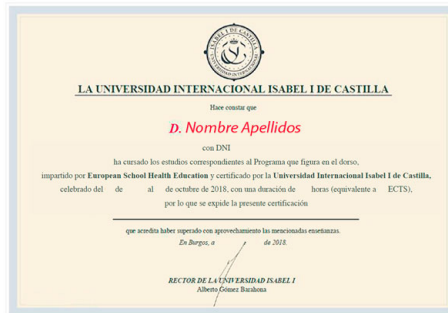 LA UNIVERSIDAD INTERNACIONAL ISABEL I DE CASTILLA
Hace constar que
D. Nombre Apellidos
con DNI
ha cursado los estudios correspondientes al Programa que figura en el dorso,
impartido por European School Health Education y certificado por la Universidad Internacional Isabel I de Castilla,
celebrado del de al de octubre de 2018, con una duración de horas (equivalente a ECTS),
por lo que se expide la presente certificación
que acredita haber superado con aprovechamiento las mencionadas enseñanzas.
En Burgos, a de 2018.
RECTOR DE LA UNIVERSIDAD ISABEL I
Alberto Gómez Barahona